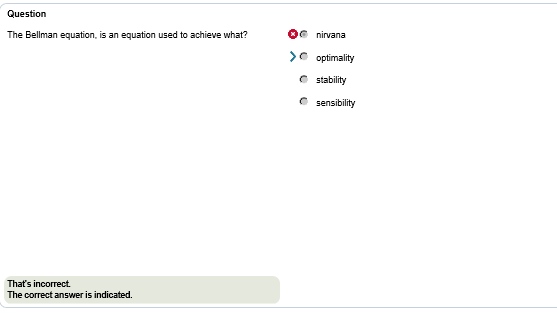 Question
The Bellman equation, is an equation used to achieve what?
nirvana
optimality
stability
sensibility
That's incorrect.
The correct answer is indicated.